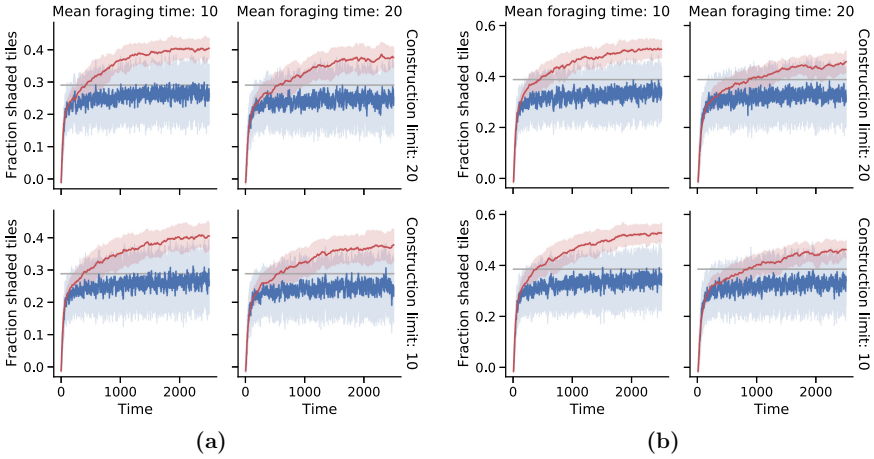 Mean foraging time: 10
Mean foraging time: 20
Fraction shaded tiles
0.4
0.3
0.2
0.1
0.0
Construction limit: 20
Fraction shaded tiles
0.4
0.3
0.2
0.1
0.0
0
1000
2000
Time
0
1000
2000
Time
Construction limit: 10
(a)
Mean foraging time: 10
Mean foraging time: 20
Fraction shaded tiles
0.6
0.4
0.2
0.0
Construction limit: 20
Fraction shaded tiles
0.6
0.4
0.2
0.0
0
1000
2000
Time
0
1000
2000
Time
Construction limit: 10
(b)